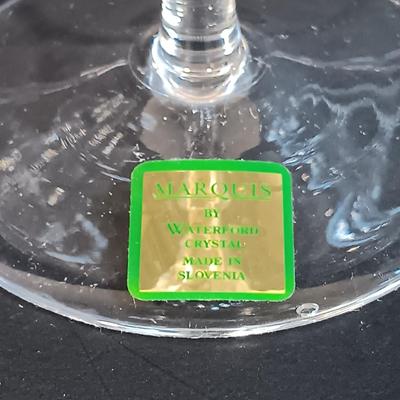 MARQUIS
BY
WATERFORD
CRYSTAL
MADE IN
SLOVENIA